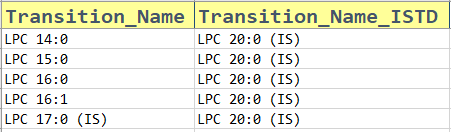 Transition_Name Transition_Name_ISTD
LPC 14:0 LPC 20:0 (IS)
LPC 15:0 LPC 20:0 (IS)
LPC 16:0 LPC 20:0 (IS)
LPC 16:1 LPC 20:0 (IS)
LPC 17:0 (IS) LPC 20:0 (IS)